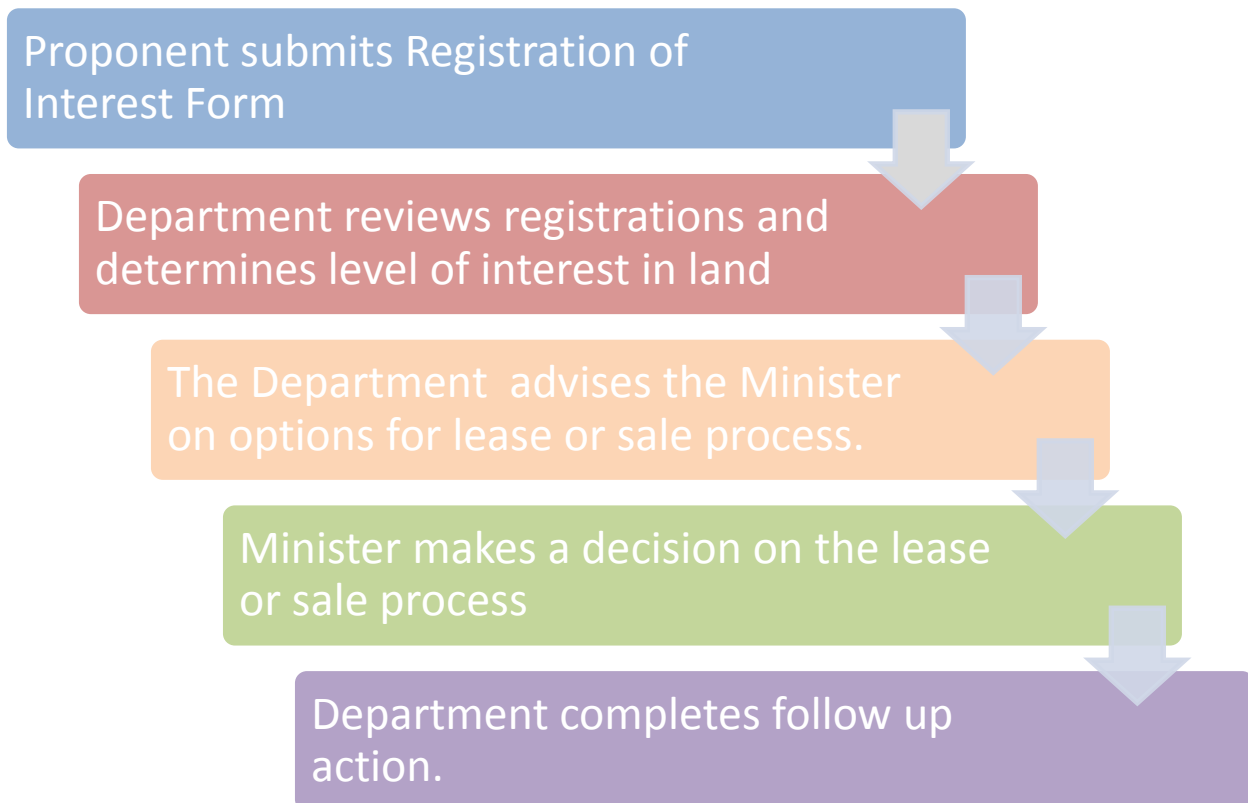 Proponent submits Registration of
Interest Form
Department reviews registrations and
determines level of interest in land
The Department  advises the Minister
on options for lease or sale process.
Minister makes a decision on the lease
or sale process
Department completes follow up
action.